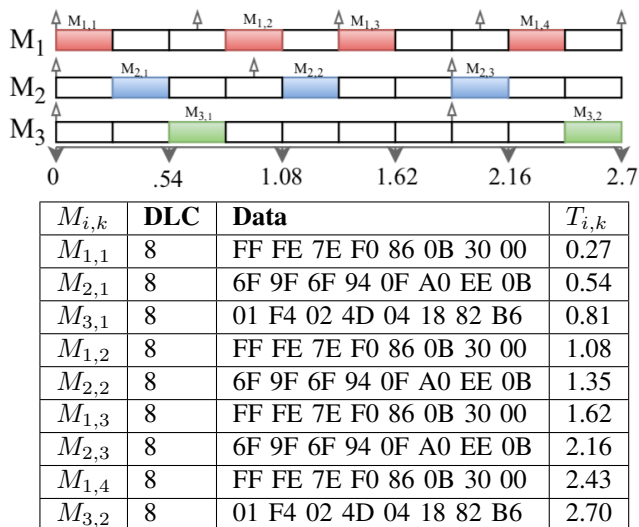 M1,1 M1,2 M1,3 M1,4
M1
M2,1 M2,2 M2,3
M2
M3,1 M3,2
M3
0 .54 1.08 1.62 2.16 2.7
Mi,k DLC Data Ti,k
M1,1 8 FF FE 7E F0 86 0B 30 00 0.27
M2,1 8 6F 9F 6F 94 0F A0 EE 0B 0.54
M3,1 8 01 F4 02 4D 04 18 82 B6 0.81
M1,2 8 FF FE 7E F0 86 0B 30 00 1.08
M2,2 8 6F 9F 6F 94 0F A0 EE 0B 1.35
M1,3 8 FF FE 7E F0 86 0B 30 00 1.62
M2,3 8 6F 9F 6F 94 0F A0 EE 0B 2.16
M1,4 8 FF FE 7E F0 86 0B 30 00 2.43
M3,2 8 01 F4 02 4D 04 18 82 B6 2.70